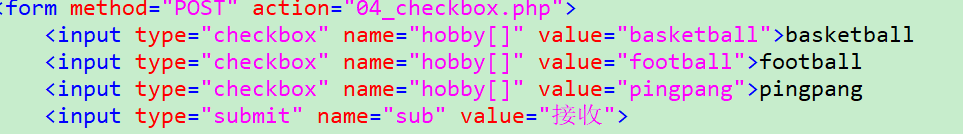 <form method="POST" action="04_checkbox.php">
<input type="checkbox" name="hobby[]" value="basketball">basketball
<input type="checkbox" name="hobby[]" value="football">football
<input type="checkbox" name="hobby[]" value="pingpang">pingpang
<input type="submit" name="sub" value="接收">